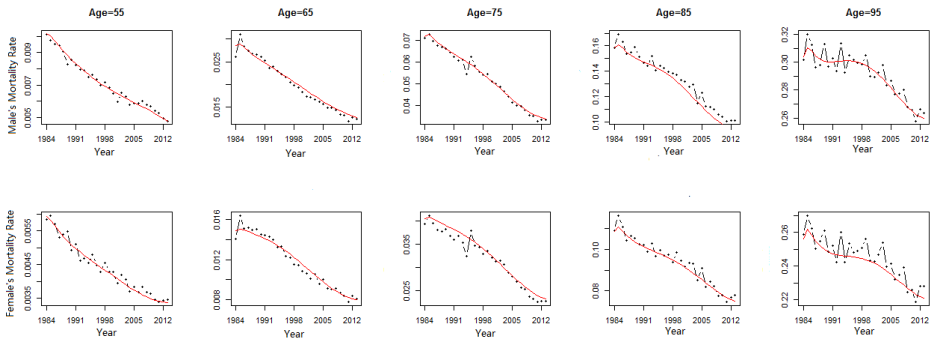 Age=55 Age=65 Age=75 Age=85 Age=95
Male's Mortality Rate
0.009 0.007 0.005
0.025 0.015
0.07 0.06 0.05 0.04
0.16 0.14 0.12 0.10
0.32 0.30 0.28 0.26
1984 1991 1998 2005 2012 1984 1991 1998 2005 2012 1984 1991 1998 2005 2012 1984 1991 1998 2005 2012 1984 1991 1998 2005 2012
Year Year Year Year Year
Female's Mortality Rate
0.0055 0.0045 0.0035
0.016 0.012 0.008
0.035 0.025
0.10 0.08
0.26 0.24 0.22
1984 1991 1998 2005 2012 1984 1991 1998 2005 2012 1984 1991 1998 2005 2012 1984 1991 1998 2005 2012 1984 1991 1998 2005 2012
Year Year Year Year Year